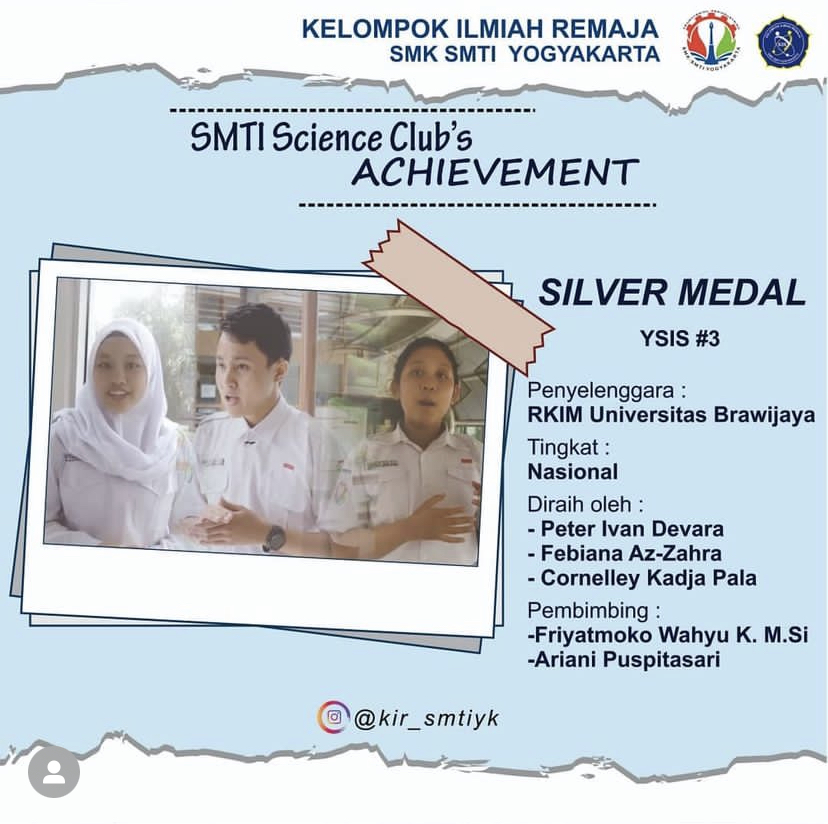 KELOMPOK ILMIAH REMAJA
SMK SMTI YOGYAKARTA
SMTI Science Club's
ACHIEVEMENT
SILVER MEDAL
YSIS #3
Penyelenggara :
RKIM Universitas Brawijaya
Tingkat :
Nasional
Diraih oleh :
- Peter Ivan Devara
- Febiana Az-Zahra
- Cornelley Kadja Pala
Pembimbing :
-Friyatmoko Wahyu K. M.Si
-Ariani Puspitasari
@kir_smtiyk